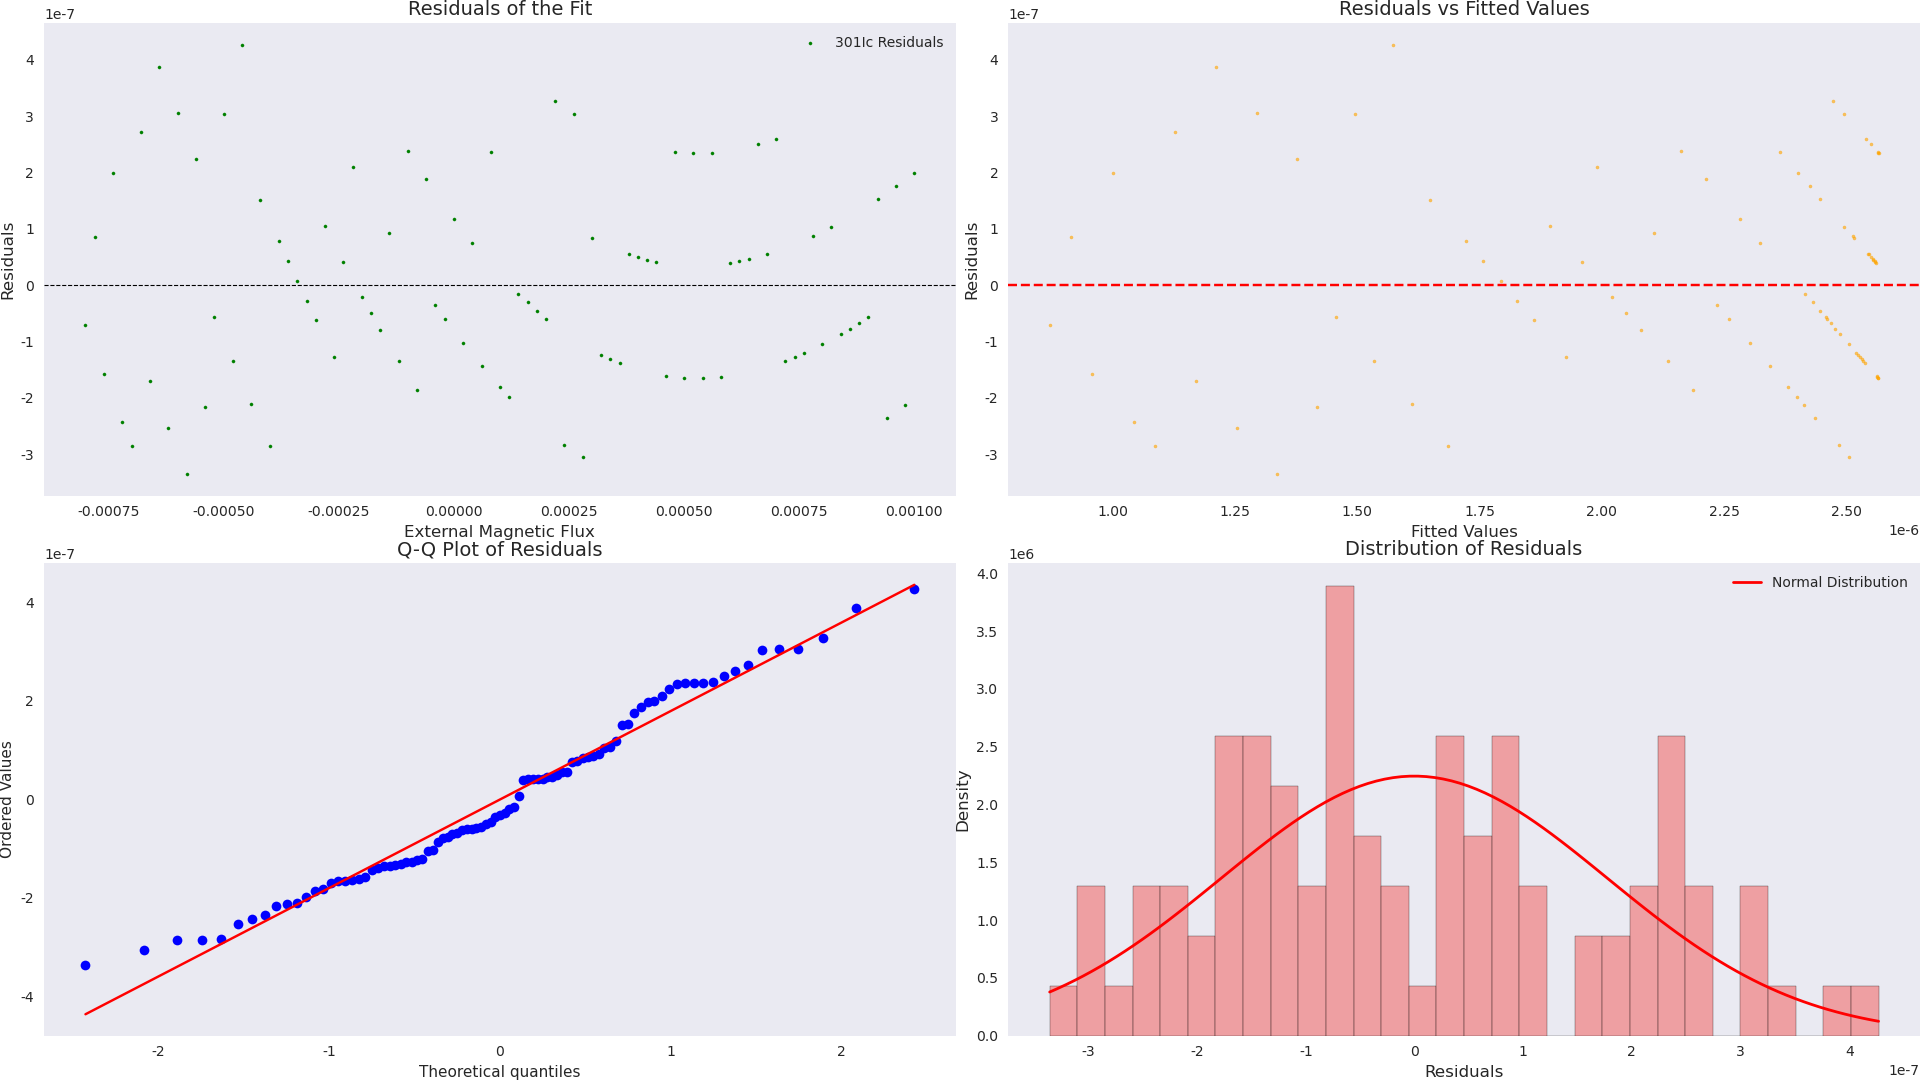 Residuals of the Fit
1e-7
301Ic Residuals
4
3
2
1
0
-1
-2
-3
Residuals
-0.00075 -0.00050 -0.00025 0.00000 0.00025 0.00050 0.00075 0.00100
External Magnetic Flux
Residuals vs Fitted Values
1e-7
4
3
2
1
0
-1
-2
-3
Residuals
1.00 1.25 1.50 1.75 2.00 2.25 2.50
1e-6
Fitted Values
Q-Q Plot of Residuals
1e-7
4
2
0
-2
-4
Ordered Values
-2 -1 0 1 2
Theoretical quantiles
Distribution of Residuals
1e6
Normal Distribution
4.0
3.5
3.0
2.5
2.0
1.5
1.0
0.5
0.0
Density
-3 -2 -1 0 1 2 3 4
1e-7
Residuals